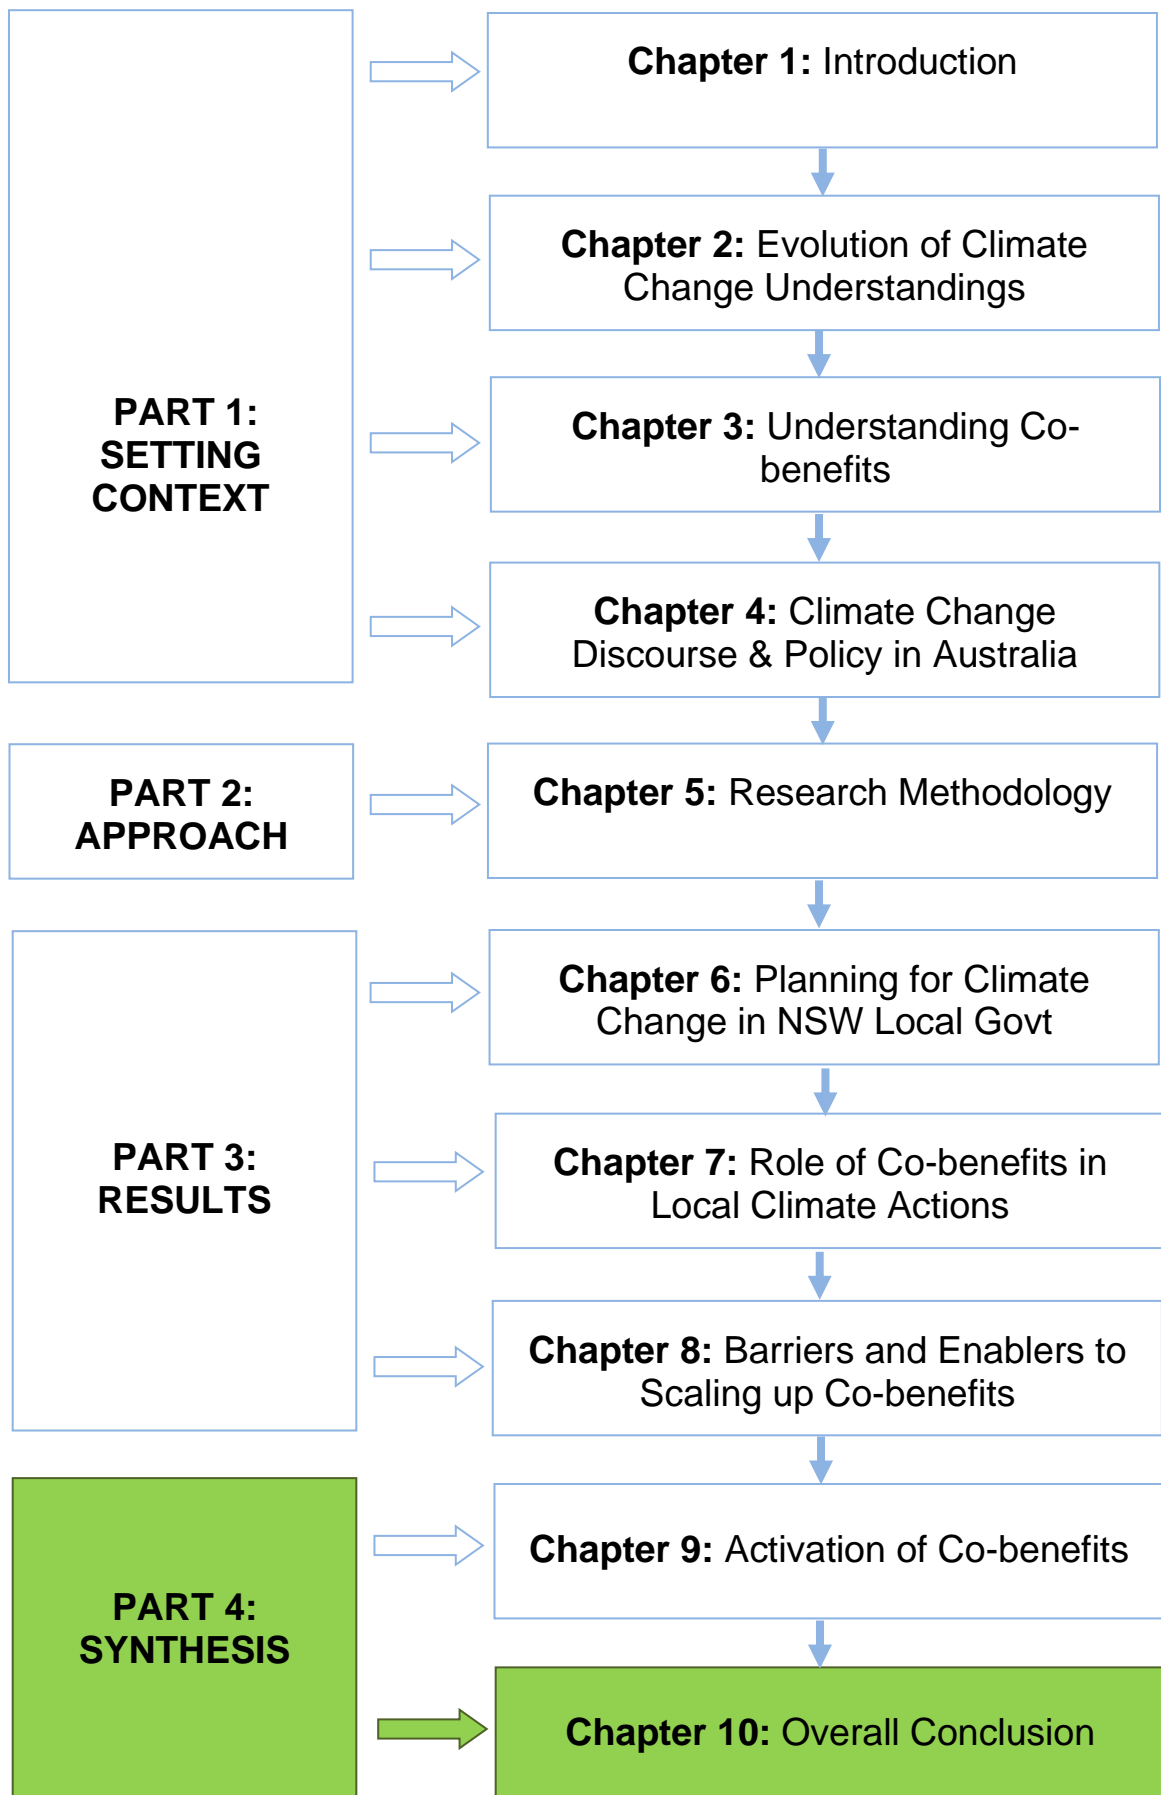 Chapter 1: Introduction
Chapter 2: Evolution of Climate
Change Understandings
PART 1:
SETTING
CONTEXT
Chapter 3: Understanding Co-
benefits
Chapter 4: Climate Change
Discourse & Policy in Australia
PART 2:
APPROACH
Chapter 5: Research Methodology
Chapter 6: Planning for Climate
Change in NSW Local Govt
PART 3:
RESULTS
Chapter 7: Role of Co-benefits in
Local Climate Actions
Chapter 8: Barriers and Enablers to
Scaling up Co-benefits
PART 4:
SYNTHESIS
Chapter 9: Activation of Co-benefits
Chapter 10: Overall Conclusion